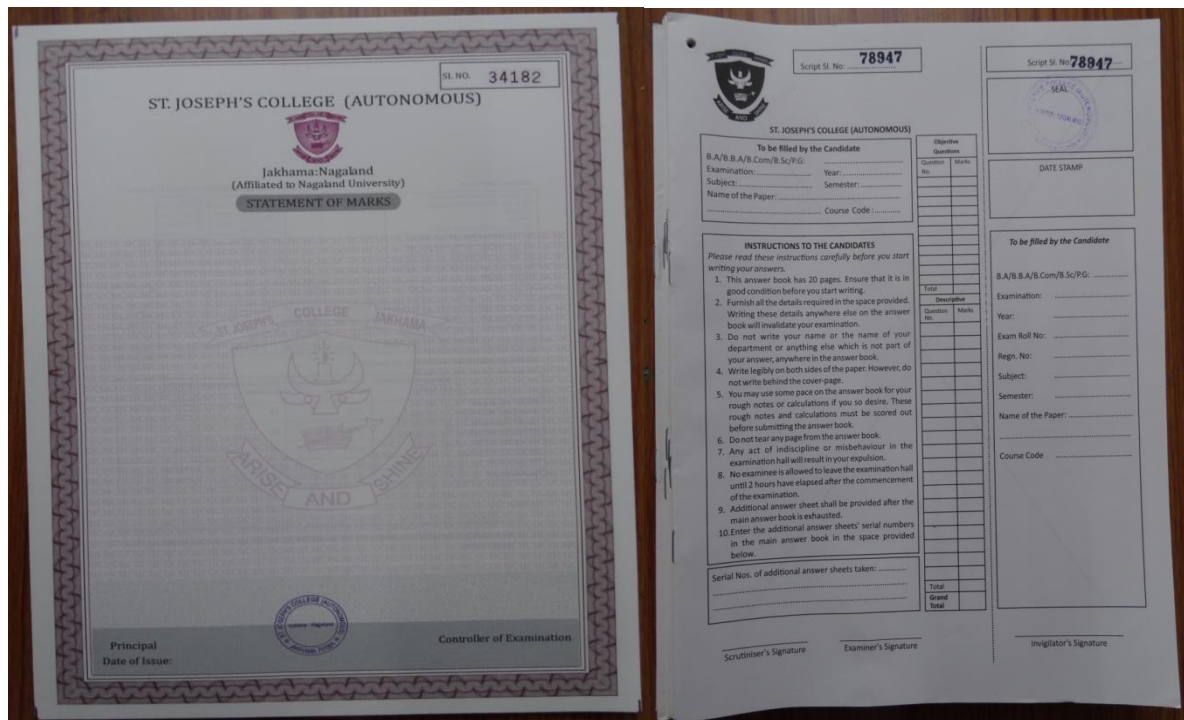 SL NO. 34182
ST. JOSEPH'S COLLEGE (AUTONOMOUS)
Jakhama:Nagaland
(Affiliated to Nagaland University)
STATEMENT OF MARKS
ST. JOSEPH'S COLLEGE JAKHAMA
ARISE AND SHINE
Principal
Date of Issue:
Controller of Examination
Script Sl. No: 78947
ARISE AND SHINE
ST. JOSEPH'S COLLEGE (AUTONOMOUS)
To be filled by the Candidate
B.A/B.B.A/B.Com/B.Sc/P.G: ....................
Examination: .................... Year: ....................
Subject: .................... Semester: ....................
Name of the Paper: ....................
.................... Course Code : ............
INSTRUCTIONS TO THE CANDIDATES
Please read these instructions carefully before you start
writing your answers.
1. This answer book has 20 pages. Ensure that it is in
good condition before you start writing.
2. Furnish all the details required in the space provided.
Writing these details anywhere else on the answer
book will invalidate your examination.
3. Do not write your name or the name of your
department or anything else which is not part of
your answer, anywhere in the answer book.
4. Write legibly on both sides of the paper. However, do
not write behind the cover-page.
5. You may use some pace on the answer book for your
rough notes or calculations if you so desire. These
rough notes and calculations must be scored out
before submitting the answer book.
6. Do not tear any page from the answer book.
7. Any act of indiscipline or misbehaviour in the
examination hall will result in your expulsion.
8. No examinee is allowed to leave the examination hall
until 2 hours have elapsed after the commencement
of the examination.
9. Additional answer sheet shall be provided after the
main answer book is exhausted.
10. Enter the additional answer sheets' serial numbers
in the main answer book in the space provided
below.
Serial Nos. of additional answer sheets taken: ............
Scrutiniser's Signature
Examiner's Signature
Objective
Questions
Question No. Marks
Total
Descriptive
Question No. Marks
Total
Grand Total
Script Sl. No 78947
SEAL
DATE STAMP
To be filled by the Candidate
B.A/B.B.A/B.Com/B.Sc/P.G: ............
Examination: ....................
Year: ....................
Exam Roll No: ....................
Regn. No: ....................
Subject: ....................
Semester: ....................
Name of the Paper: ....................
Course Code ....................
Invigilator's Signature